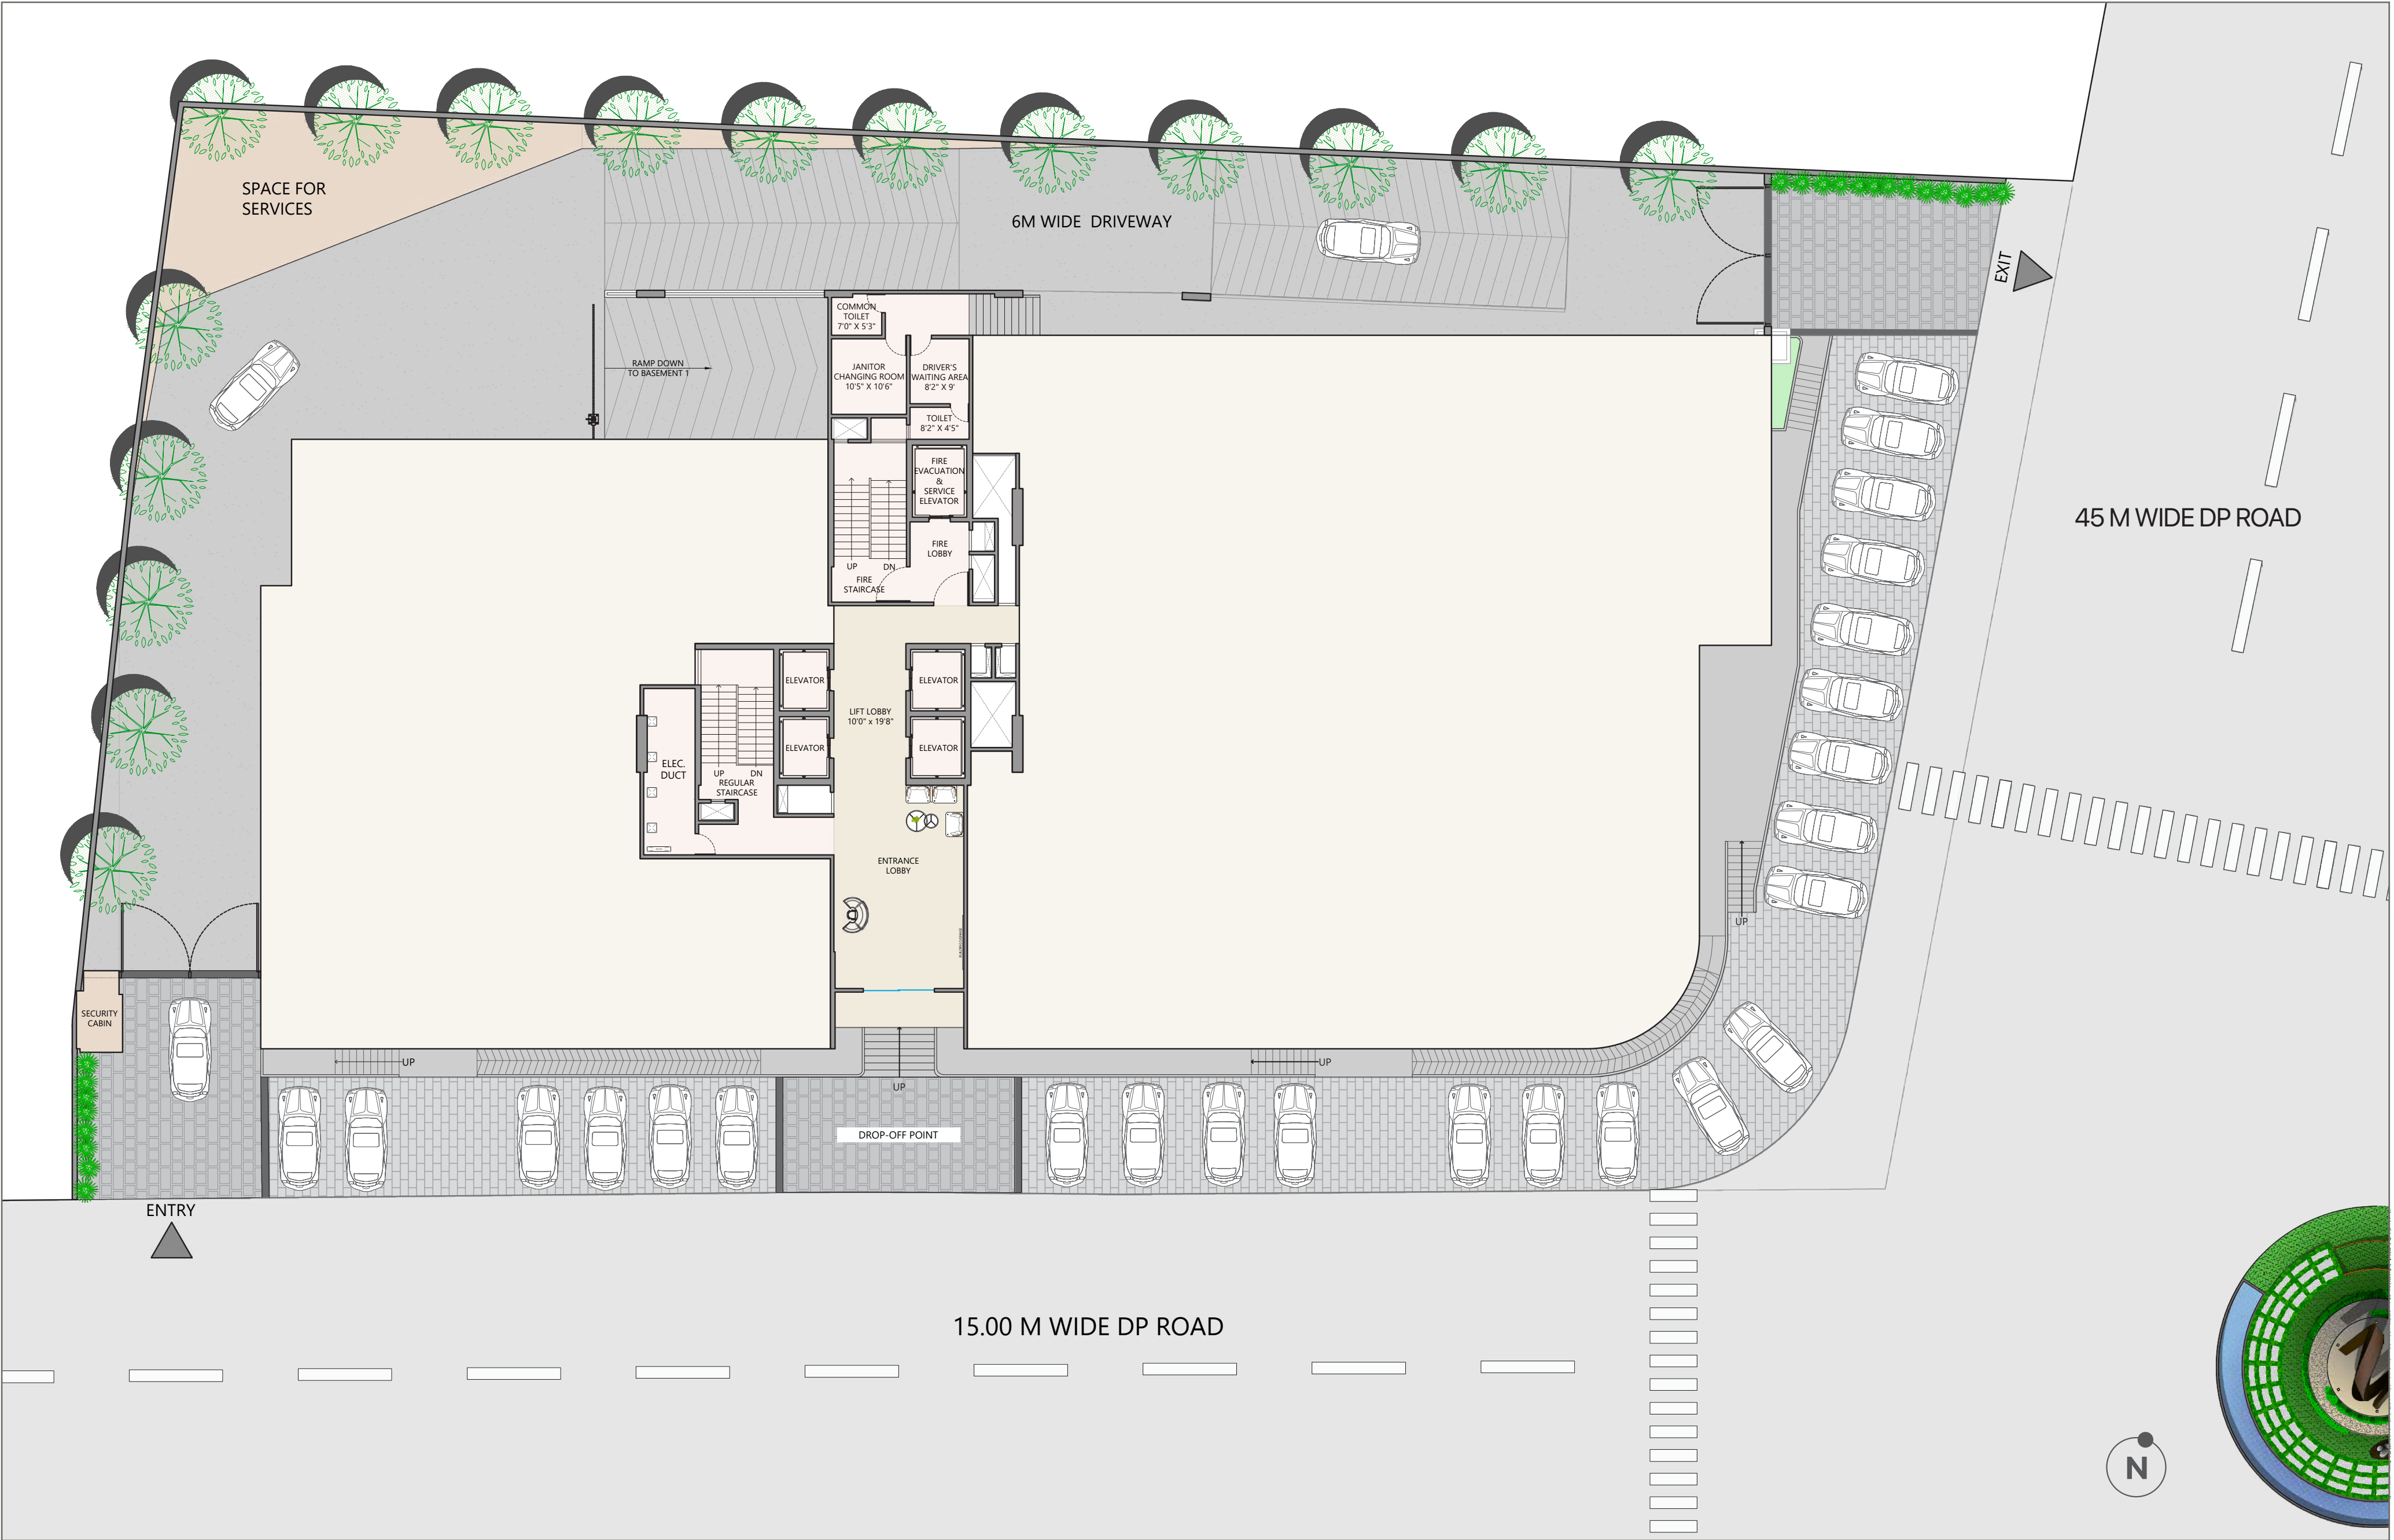 SPACE FOR
SERVICES
6M WIDE DRIVEWAY
EXIT
COMMON
TOILET
7'0" X 5'3"
RAMP DOWN
TO BASEMENT 1
JANITOR
CHANGING ROOM
10'5" X 10'6"
DRIVER'S
WAITING AREA
8'2" X 9'
TOILET
8'2" X 4'5"
FIRE
EVACUATION
&
SERVICE
ELEVATOR
45 M WIDE DP ROAD
FIRE
LOBBY
UP
DN
FIRE
STAIRCASE
ELEVATOR
ELEVATOR
LIFT LOBBY
10'0" x 19'8"
ELEVATOR
ELEVATOR
ELEC.
DUCT
UP
DN
REGULAR
STAIRCASE
ENTRANCE
LOBBY
UP
SECURITY
CABIN
UP
UP
UP
DROP-OFF POINT
ENTRY
15.00 M WIDE DP ROAD
N